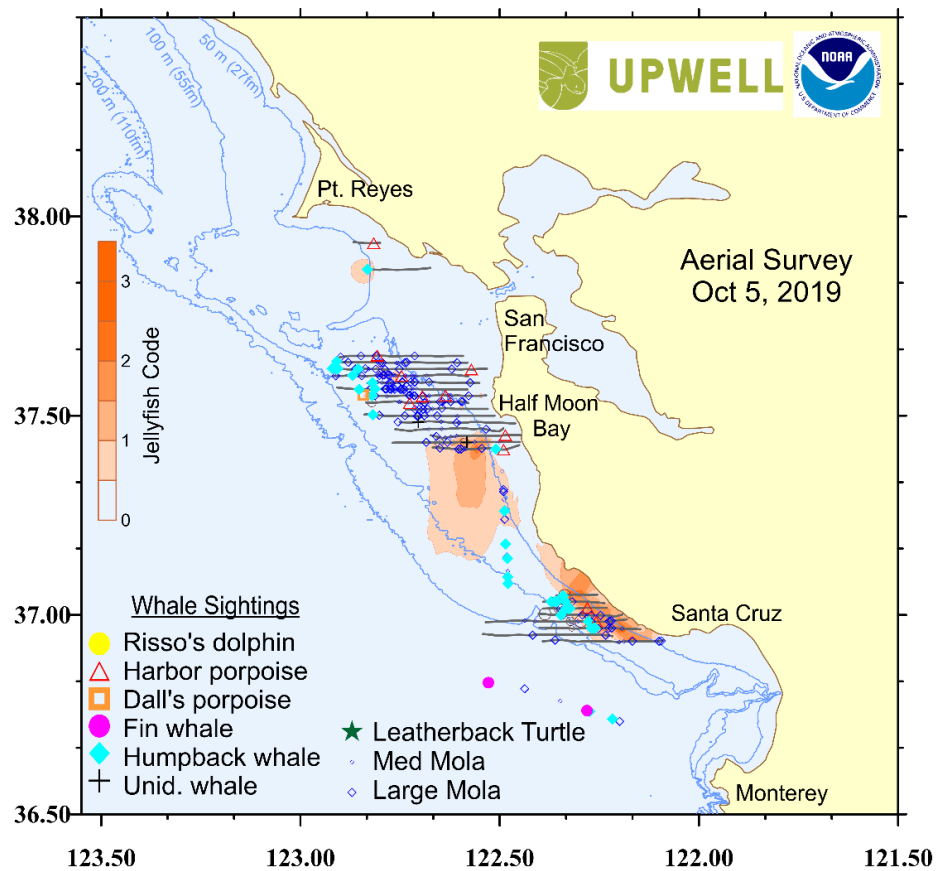 200 m (110fm)
100 m (55fm)
50 m (27fm)
UPWELL
NOAA
NATIONAL OCEANIC AND ATMOSPHERIC ADMINISTRATION
U.S. DEPARTMENT OF COMMERCE
Pt. Reyes
38.00
Aerial Survey
Oct 5, 2019
3
2
1
0
Jellyfish Code
San
Francisco
37.50
Half Moon
Bay
37.00
Santa Cruz
Whale Sightings
Risso's dolphin
Harbor porpoise
Dall's porpoise
Fin whale
Humpback whale
Unid. whale
Leatherback Turtle
Med Mola
Large Mola
Monterey
36.50
123.50
123.00
122.50
122.00
121.50